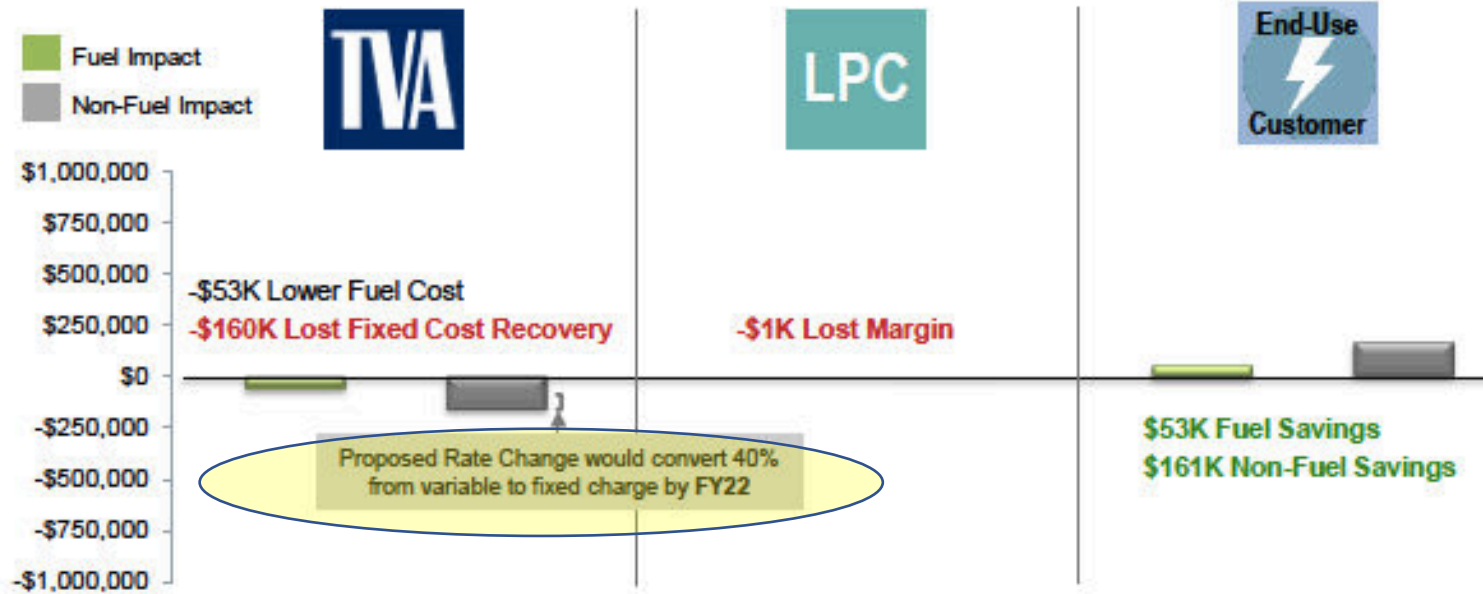 Fuel Impact
Non-Fuel Impact
TVA
LPC
End-Use
Customer
$1,000,000
$750,000
$500,000
$250,000
$0
-$250,000
-$500,000
-$750,000
-$1,000,000
-$53K Lower Fuel Cost
-$160K Lost Fixed Cost Recovery
-$1K Lost Margin
Proposed Rate Change would convert 40%
from variable to fixed charge by FY22
$53K Fuel Savings
$161K Non-Fuel Savings